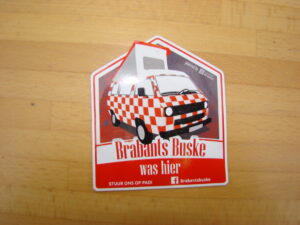 Brabants Buske
was hier
STUUR ONS OP PAD!
Brabantsbuske